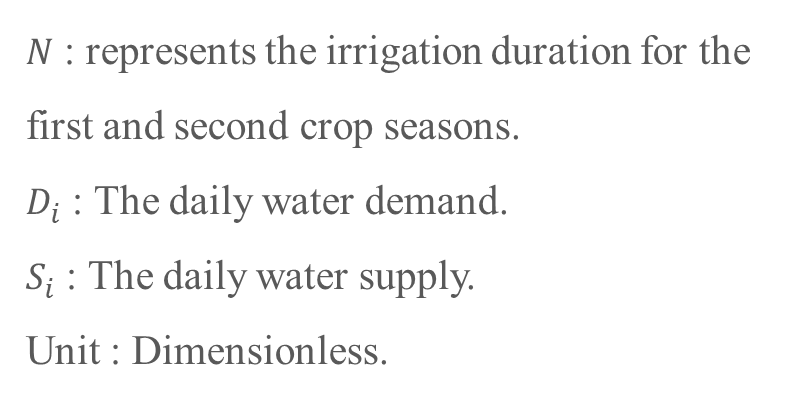 N : represents the irrigation duration for the
first and second crop seasons.
Dᵢ : The daily water demand.
Sᵢ : The daily water supply.
Unit : Dimensionless.